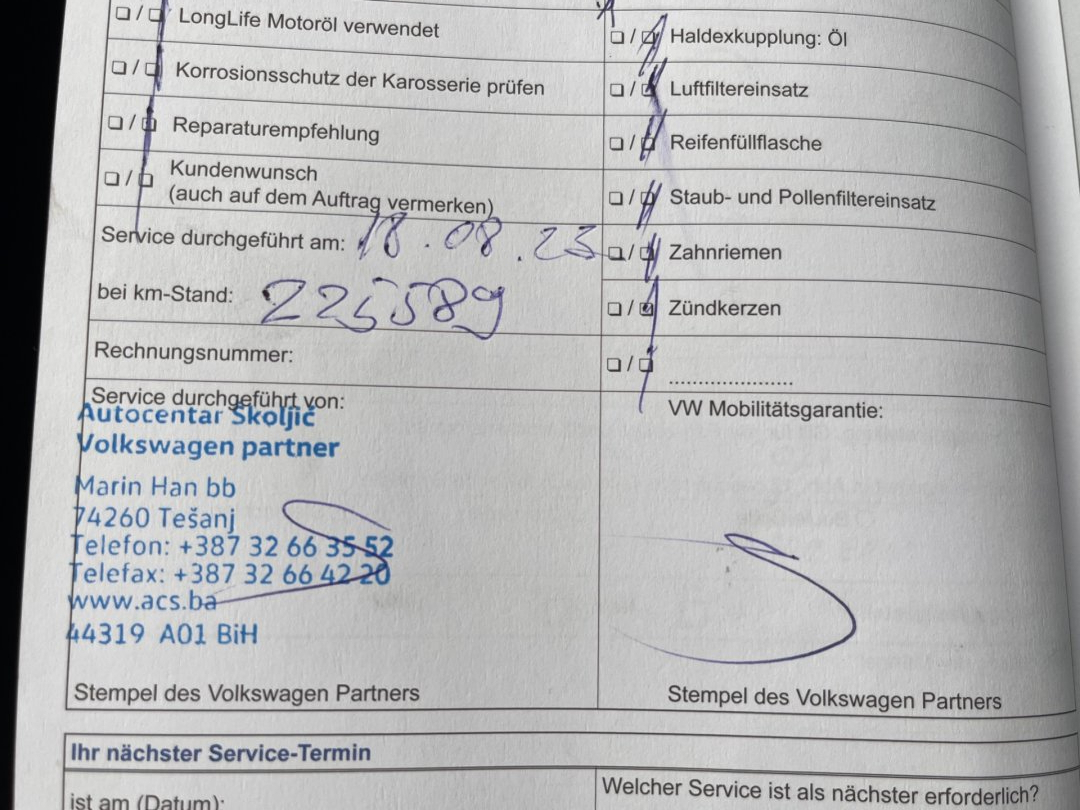 ☐ / ☐ LongLife Motoröl verwendet
☐ / ☐ Korrosionsschutz der Karosserie prüfen
☐ / ☐ Reparaturempfehlung
☐ / ☐ Kundenwunsch
(auch auf dem Auftrag vermerken)
Service durchgeführt am: 18.08.23
bei km-Stand: 225589
Rechnungsnummer:
Service durchgeführt von:
Autocentar Školjić
Volkswagen partner
Marin Han bb
74260 Tešanj
Telefon: +387 32 66 35 52
Telefax: +387 32 66 42 20
www.acs.ba
44319 A01 BiH
Stempel des Volkswagen Partners
☐ / ☐ Haldexkupplung: Öl
☐ / ☐ Luftfiltereinsatz
☐ / ☐ Reifenfüllflasche
☐ / ☐ Staub- und Pollenfiltereinsatz
☐ / ☐ Zahnriemen
☐ / ☐ Zündkerzen
☐ / ☐ .....................
VW Mobilitätsgarantie:
Stempel des Volkswagen Partners
Ihr nächster Service-Termin
ist am (Datum):
Welcher Service ist als nächster erforderlich?